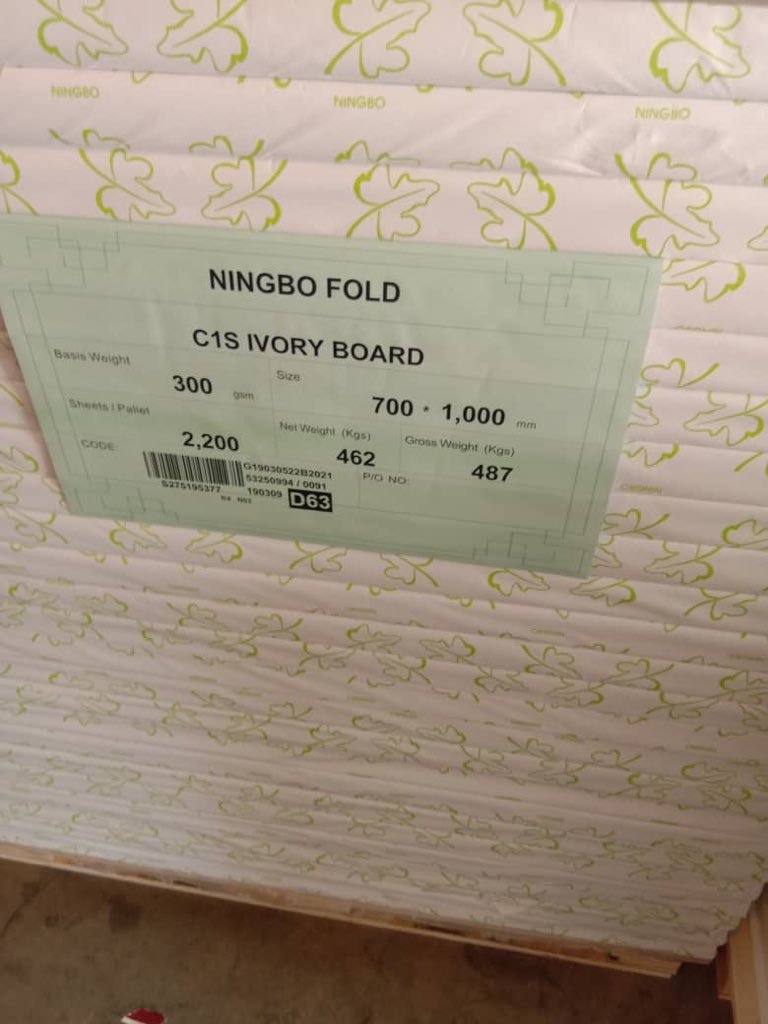 NINGBO
NINGBO
NINGBO
NINGBO FOLD
C1S IVORY BOARD
Basis Weight
300 gsm
Size
700 * 1,000 mm
Sheets / Pallet
2,200
Net Weight (Kgs)
462
Gross Weight (Kgs)
487
CODE:
G19030522B2021
53250994 / 0091
S275195377
190309
D63
P/O NO: